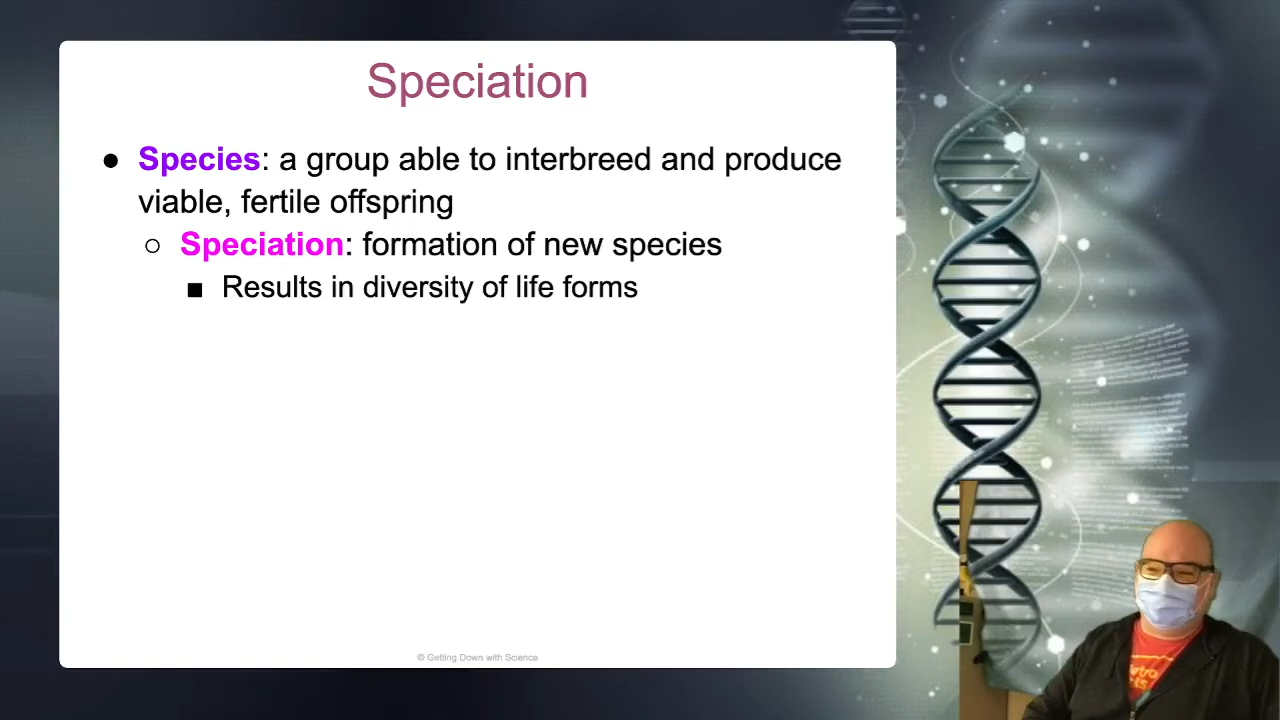 Speciation
● Species: a group able to interbreed and produce
viable, fertile offspring
○ Speciation: formation of new species
■ Results in diversity of life forms
© Getting Down with Science